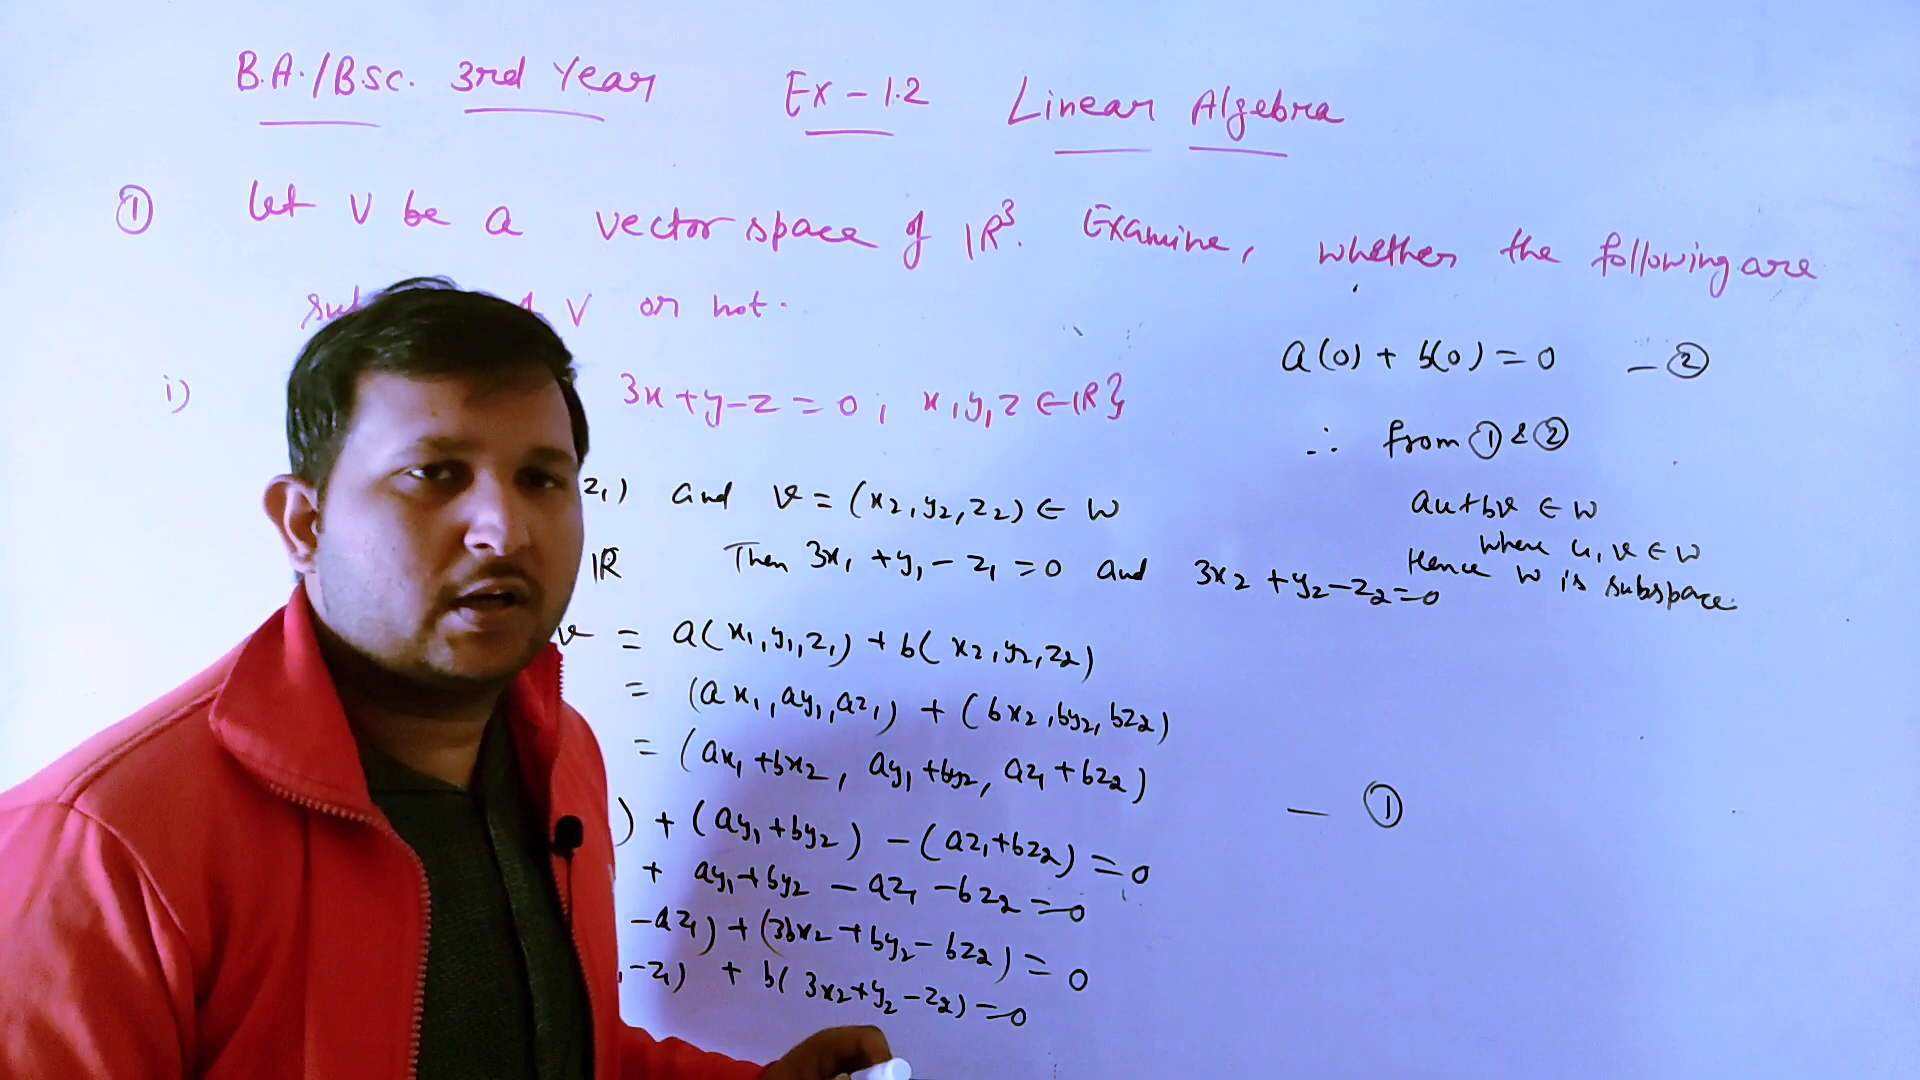 B.A./B.Sc. 3rd Year Ex-1.2 Linear Algebra
① Let V be a vector space of ℝ³. Examine, whether the following are
V or not.
i) 3x+y-z=0; x,y,z∈ℝ}
z₁) and v=(x₂,y₂,z₂)∈W
ℝ Then 3x₁+y₁-z₁=0 and 3x₂+y₂-z₂=0
v = a(x₁,y₁,z₁)+b(x₂,y₂,z₂)
= (ax₁,ay₁,az₁)+(bx₂,by₂,bz₂)
= (ax₁+bx₂, ay₁+by₂, az₁+bz₂)
)+(ay₁+by₂)-(az₁+bz₂)=0 -①
+ ay₁+by₂-az₁-bz₂=0
-az₁)+(3bx₂+by₂-bz₂)=0
-z₁) + b(3x₂+y₂-z₂)=0
a(0)+b(0)=0 -②
∴ from ① & ②
au+bv∈W
where u,v∈W
Hence W is subspace.